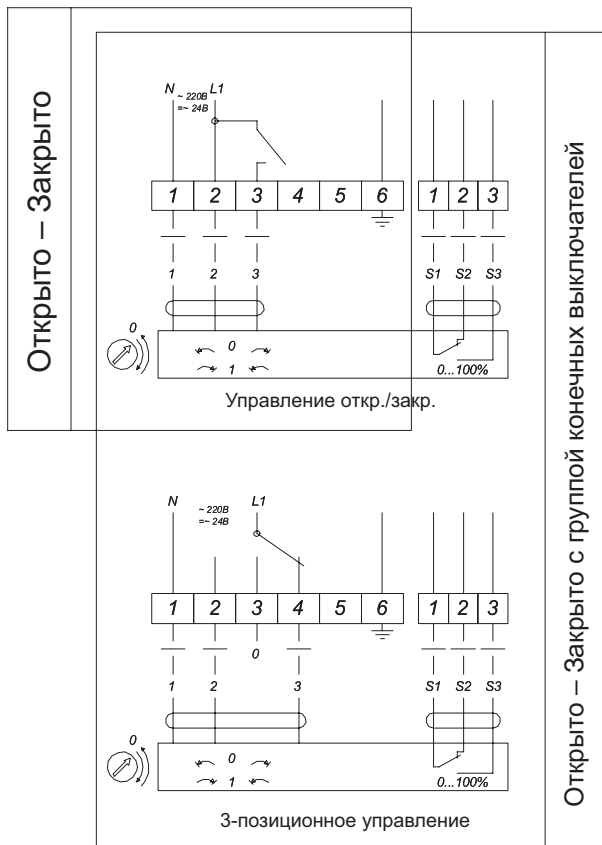 Открыто – Закрыто
N ~ 220В L1
=~ 24В
1 2 3 4 5 6 1 2 3
1 2 3 S1 S2 S3
0
0
1 0...100%
Управление откр./закр.
N ~ 220В L1
=~ 24В
1 2 3 4 5 6 1 2 3
0
1 2 3 S1 S2 S3
0
0
1 0...100%
3-позиционное управление
Открыто – Закрыто с группой конечных выключателей